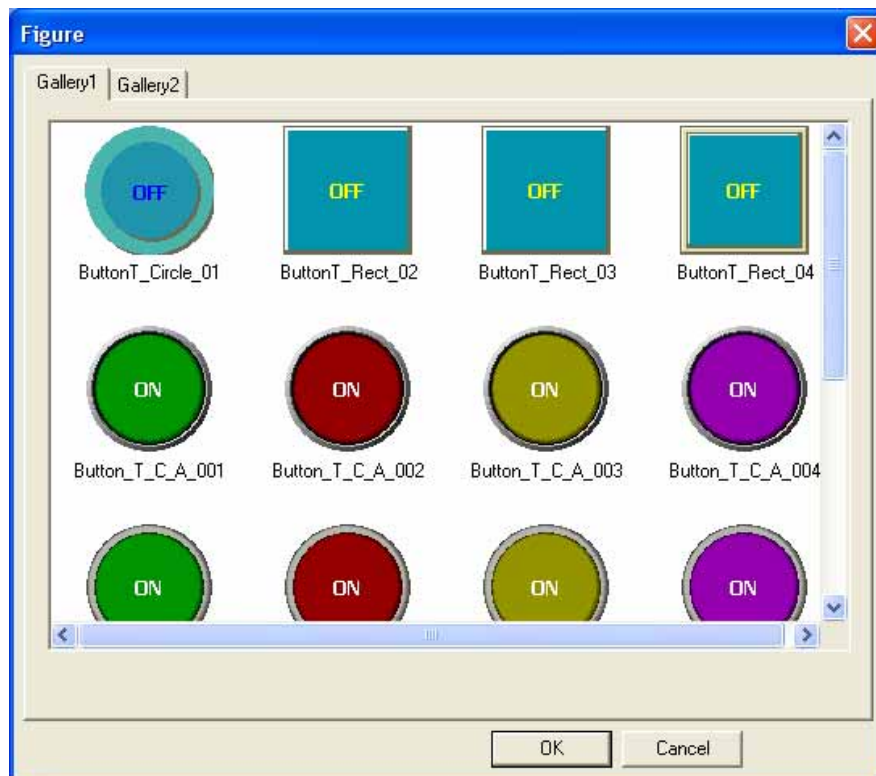 Figure
Gallery1 Gallery2
OFF OFF OFF OFF
ButtonT_Circle_01 ButtonT_Rect_02 ButtonT_Rect_03 ButtonT_Rect_04
ON ON ON ON
Button_T_C_A_001 Button_T_C_A_002 Button_T_C_A_003 Button_T_C_A_004
ON ON ON ON
OK Cancel